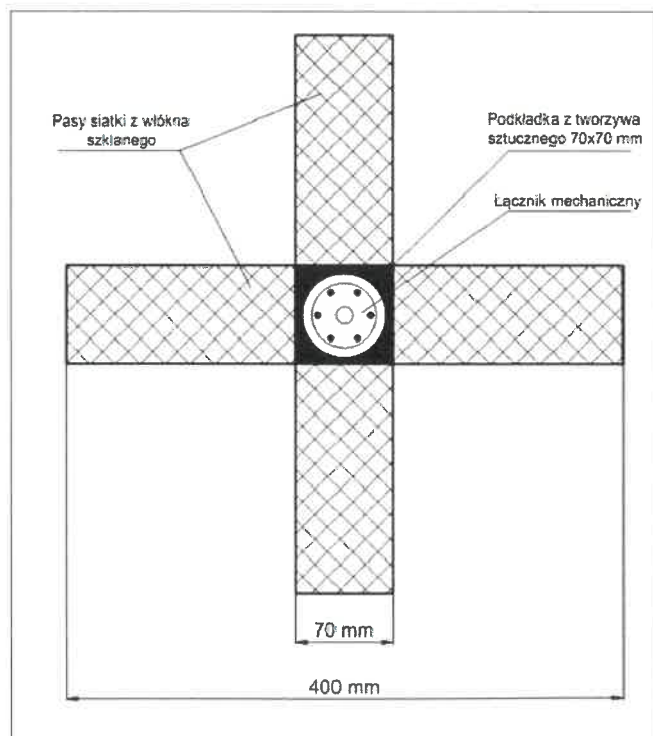 Pasy siatki z włókna
szklanego
Podkładka z tworzywa
sztucznego 70x70 mm
Łącznik mechaniczny
70 mm
400 mm